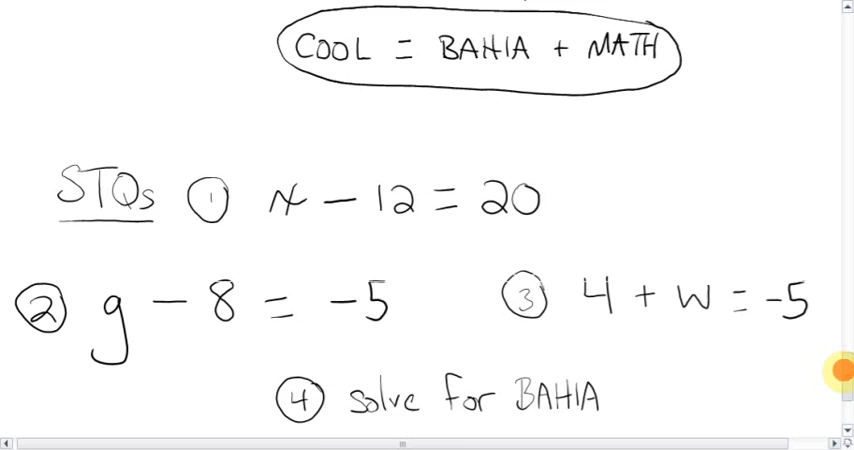 COOL = BAHIA + MATH
STQs ① x - 12 = 20
② g - 8 = -5 ③ 4 + w = -5
④ solve for BAHIA